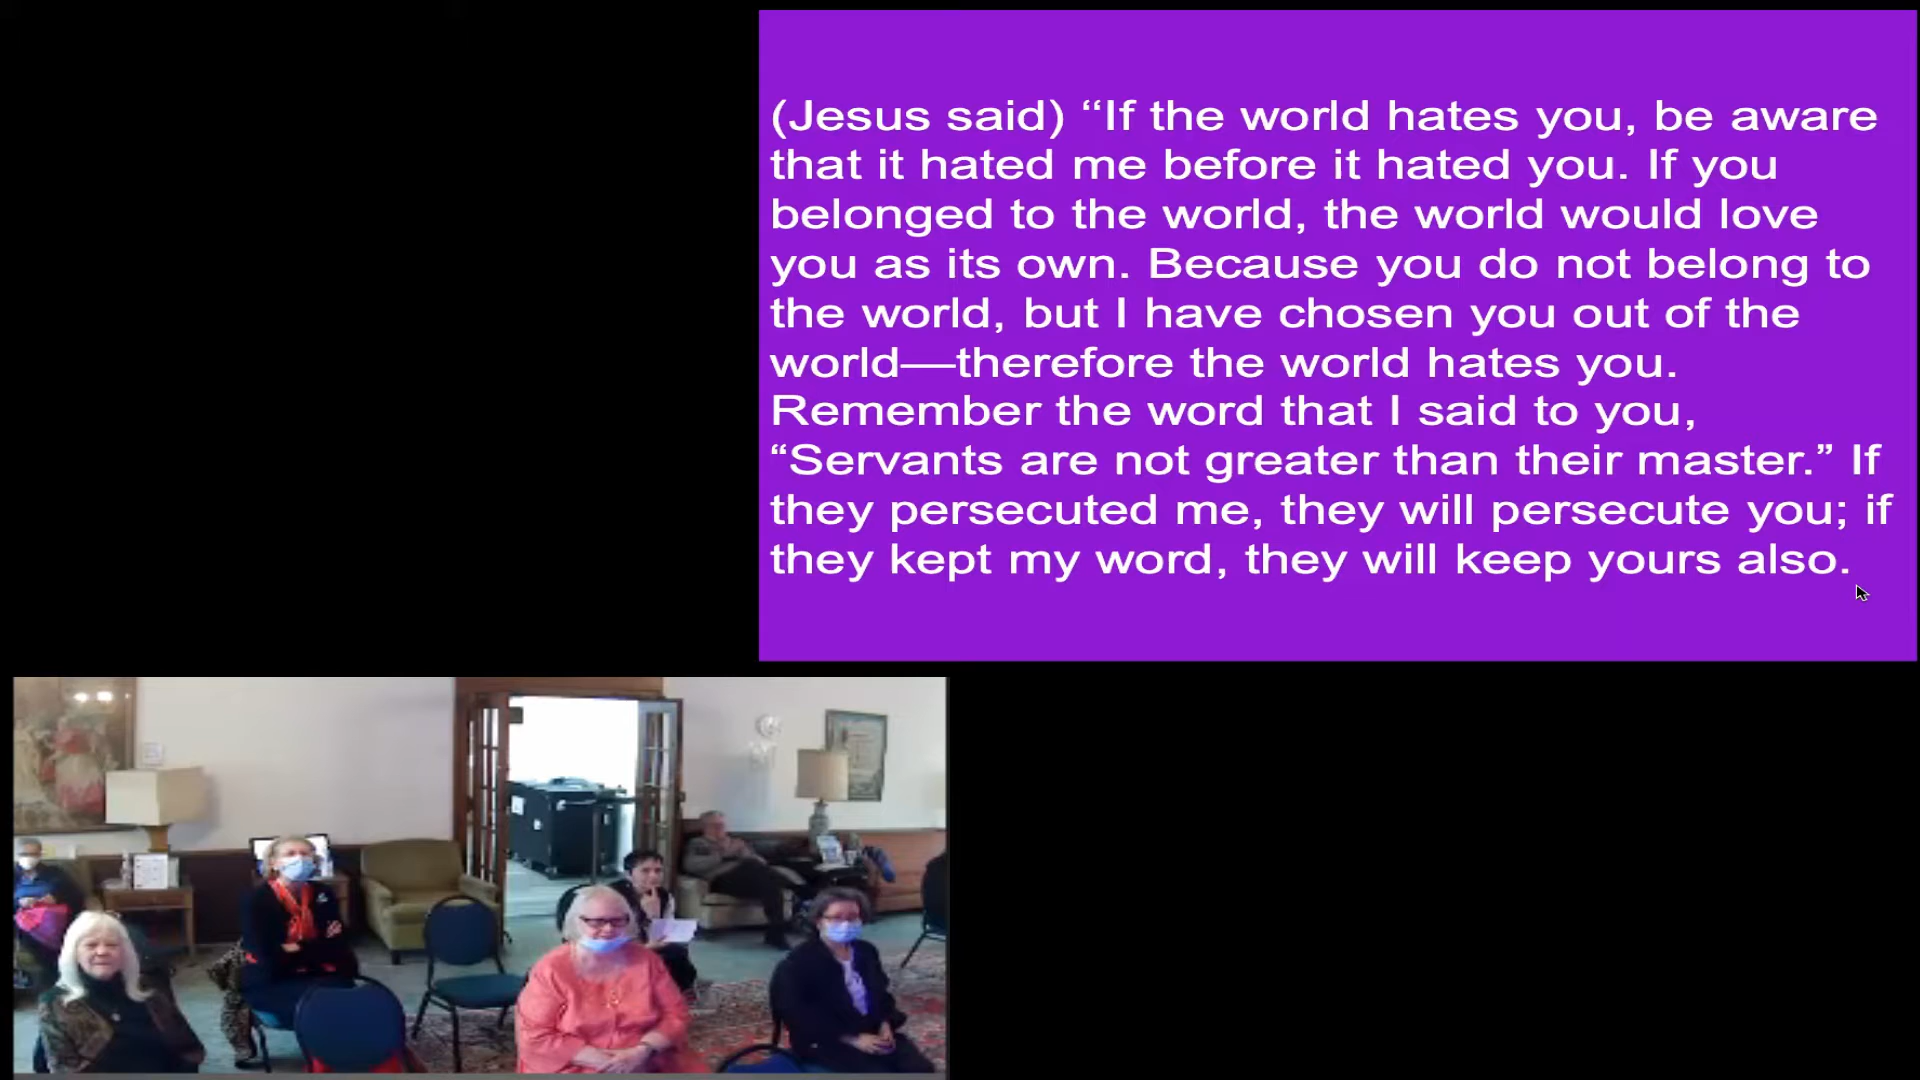 (Jesus said) “If the world hates you, be aware
that it hated me before it hated you. If you
belonged to the world, the world would love
you as its own. Because you do not belong to
the world, but I have chosen you out of the
world—therefore the world hates you.
Remember the word that I said to you,
“Servants are not greater than their master.” If
they persecuted me, they will persecute you; if
they kept my word, they will keep yours also.